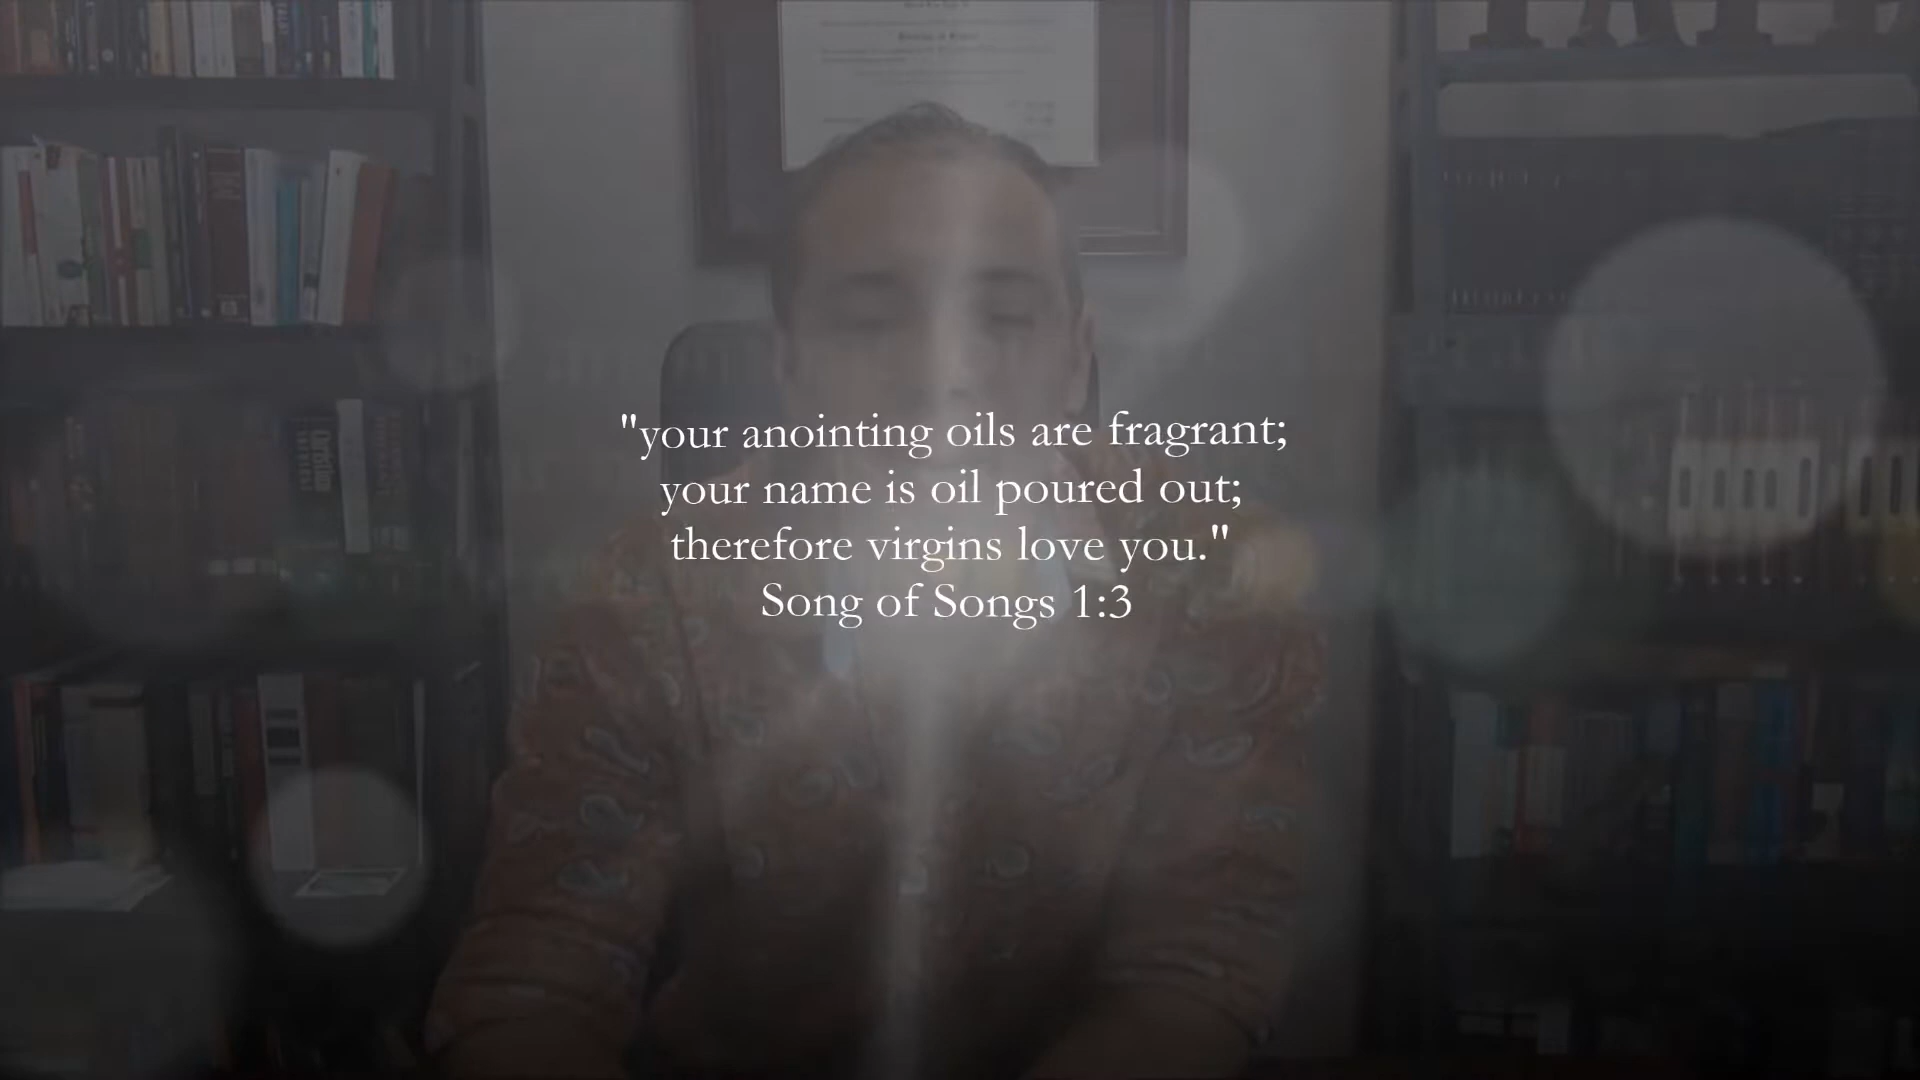 "your anointing oils are fragrant;
your name is oil poured out;
therefore virgins love you."
Song of Songs 1:3